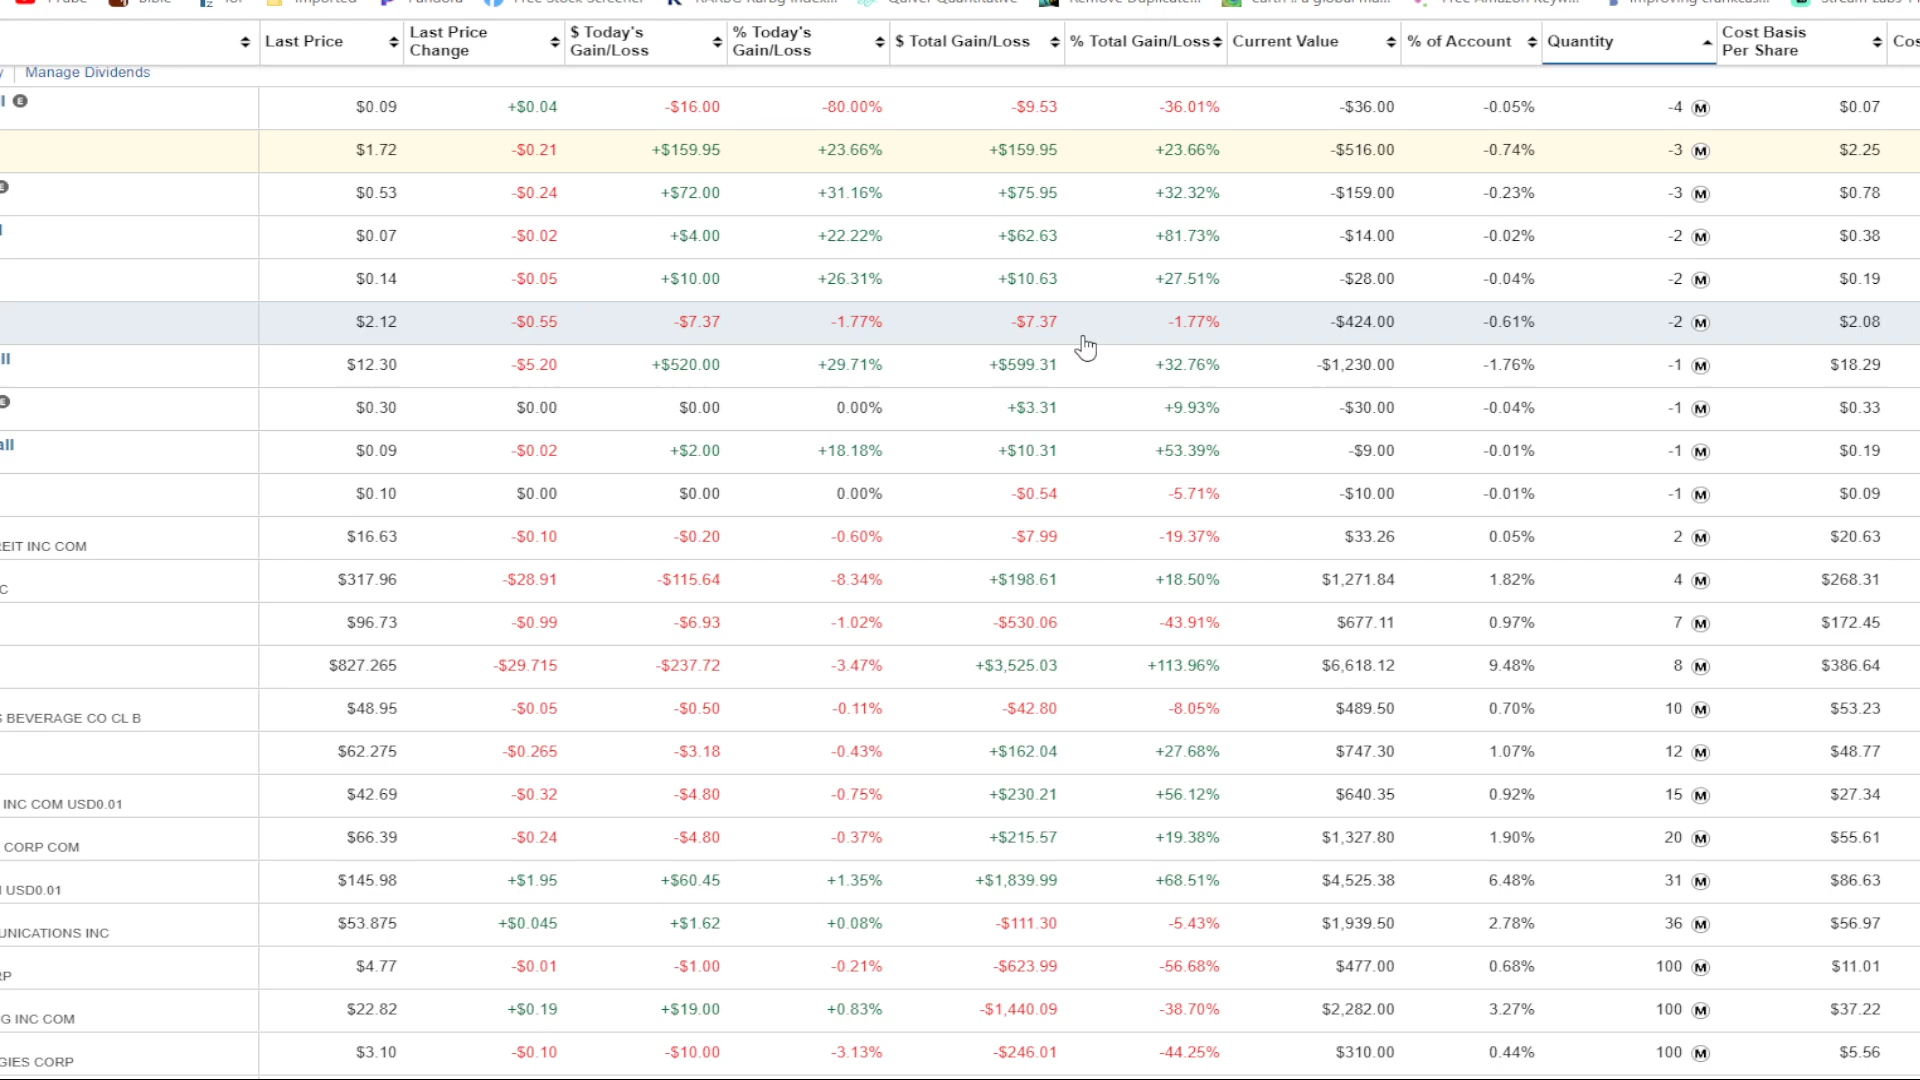 Imported
Pandora
Free Stock Screener
Last Price
Last Price Change
$ Today's Gain/Loss
% Today's Gain/Loss
$ Total Gain/Loss
% Total Gain/Loss
Current Value
% of Account
Quantity
Cost Basis Per Share
Cos
Manage Dividends
E $0.09 +$0.04 -$16.00 -80.00% -$9.53 -36.01% -$36.00 -0.05% -4 M $0.07
$1.72 -$0.21 +$159.95 +23.66% +$159.95 +23.66% -$516.00 -0.74% -3 M $2.25
E $0.53 -$0.24 +$72.00 +31.16% +$75.95 +32.32% -$159.00 -0.23% -3 M $0.78
$0.07 -$0.02 +$4.00 +22.22% +$62.63 +81.73% -$14.00 -0.02% -2 M $0.38
$0.14 -$0.05 +$10.00 +26.31% +$10.63 +27.51% -$28.00 -0.04% -2 M $0.19
$2.12 -$0.55 -$7.37 -1.77% -$7.37 -1.77% -$424.00 -0.61% -2 M $2.08
ll $12.30 -$5.20 +$520.00 +29.71% +$599.31 +32.76% -$1,230.00 -1.76% -1 M $18.29
E $0.30 $0.00 $0.00 0.00% +$3.31 +9.93% -$30.00 -0.04% -1 M $0.33
all $0.09 -$0.02 +$2.00 +18.18% +$10.31 +53.39% -$9.00 -0.01% -1 M $0.19
$0.10 $0.00 $0.00 0.00% -$0.54 -5.71% -$10.00 -0.01% -1 M $0.09
EIT INC COM $16.63 -$0.10 -$0.20 -0.60% -$7.99 -19.37% $33.26 0.05% 2 M $20.63
C $317.96 -$28.91 -$115.64 -8.34% +$198.61 +18.50% $1,271.84 1.82% 4 M $268.31
$96.73 -$0.99 -$6.93 -1.02% -$530.06 -43.91% $677.11 0.97% 7 M $172.45
$827.265 -$29.715 -$237.72 -3.47% +$3,525.03 +113.96% $6,618.12 9.48% 8 M $386.64
S BEVERAGE CO CL B $48.95 -$0.05 -$0.50 -0.11% -$42.80 -8.05% $489.50 0.70% 10 M $53.23
$62.275 -$0.265 -$3.18 -0.43% +$162.04 +27.68% $747.30 1.07% 12 M $48.77
INC COM USD0.01 $42.69 -$0.32 -$4.80 -0.75% +$230.21 +56.12% $640.35 0.92% 15 M $27.34
CORP COM $66.39 -$0.24 -$4.80 -0.37% +$215.57 +19.38% $1,327.80 1.90% 20 M $55.61
USD0.01 $145.98 +$1.95 +$60.45 +1.35% +$1,839.99 +68.51% $4,525.38 6.48% 31 M $86.63
UNICATIONS INC $53.875 +$0.045 +$1.62 +0.08% -$111.30 -5.43% $1,939.50 2.78% 36 M $56.97
RP $4.77 -$0.01 -$1.00 -0.21% -$623.99 -56.68% $477.00 0.68% 100 M $11.01
G INC COM $22.82 +$0.19 +$19.00 +0.83% -$1,440.09 -38.70% $2,282.00 3.27% 100 M $37.22
GIES CORP $3.10 -$0.10 -$10.00 -3.13% -$246.01 -44.25% $310.00 0.44% 100 M $5.56